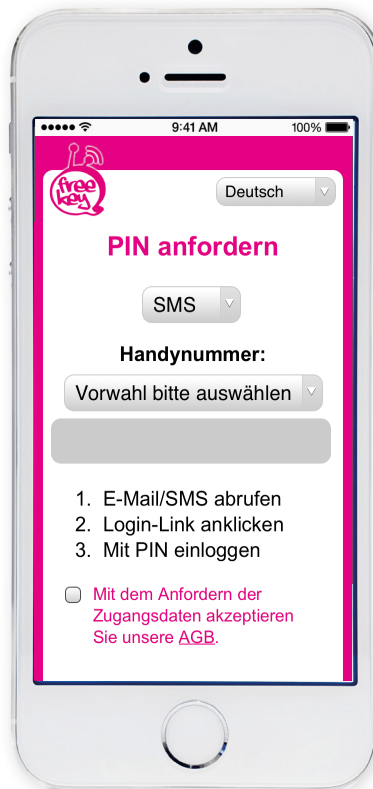 9:41 AM
100%
free
key
Deutsch
PIN anfordern
SMS
Handynummer:
Vorwahl bitte auswählen
1. E-Mail/SMS abrufen
2. Login-Link anklicken
3. Mit PIN einloggen
Mit dem Anfordern der
Zugangsdaten akzeptieren
Sie unsere AGB.